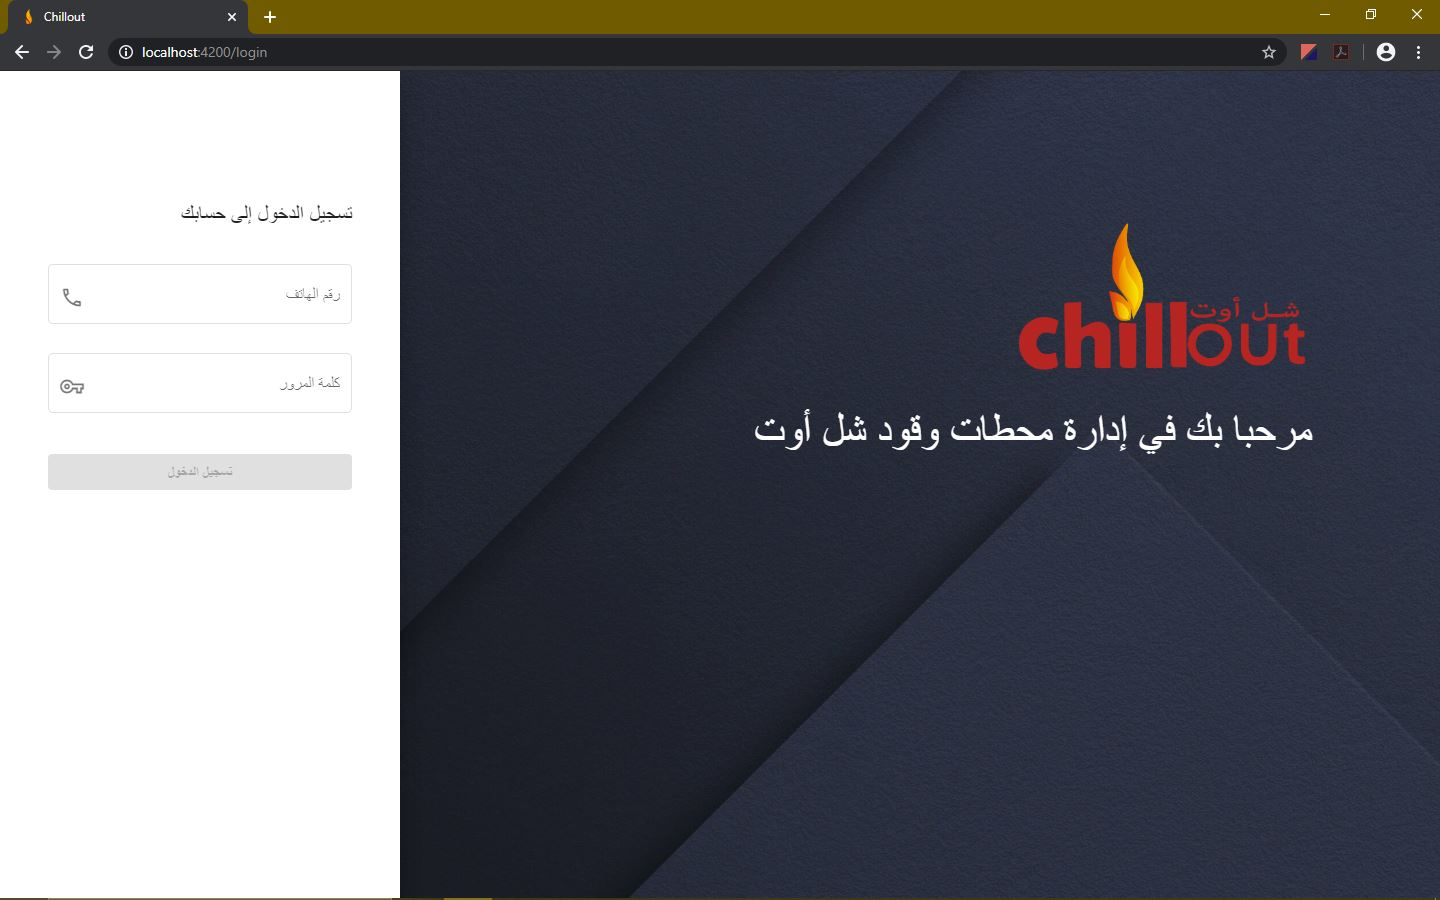 Chillout
localhost:4200/login
تسجيل الدخول إلى حسابك
رقم الهاتف
كلمة المرور
تسجيل الدخول
شل أوت
chillout
مرحبا بك في إدارة محطات وقود شل أوت